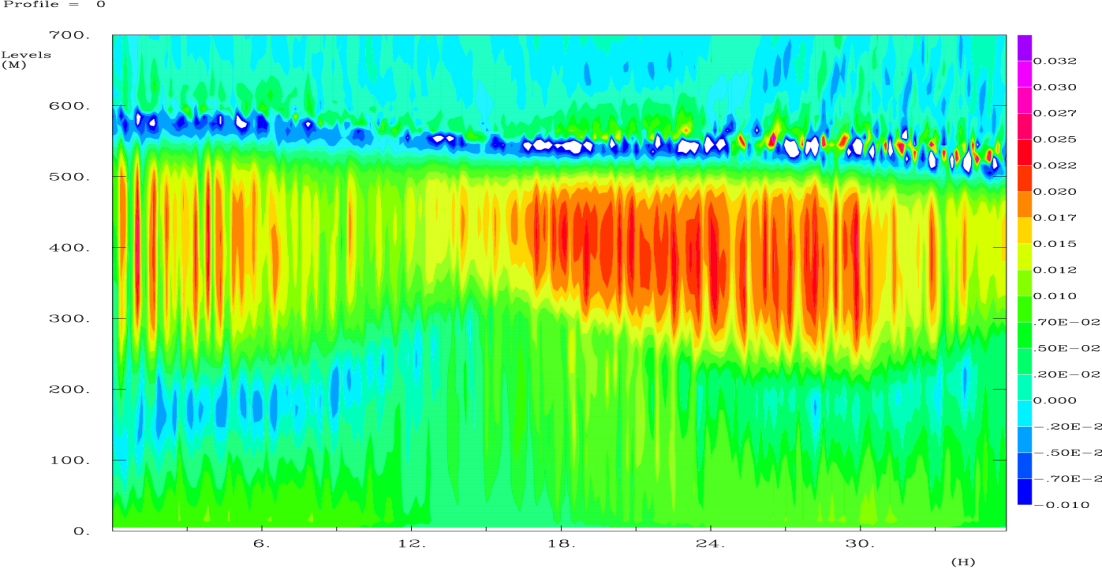 Profile = 0
700.
Levels
(M)
600.
500.
400.
300.
200.
100.
0.
6. 12. 18. 24. 30.
(H)
0.032
0.030
0.027
0.025
0.022
0.020
0.017
0.015
0.012
0.010
.70E-02
.50E-02
.20E-02
0.000
-.20E-2
-.50E-2
-.70E-2
-0.010